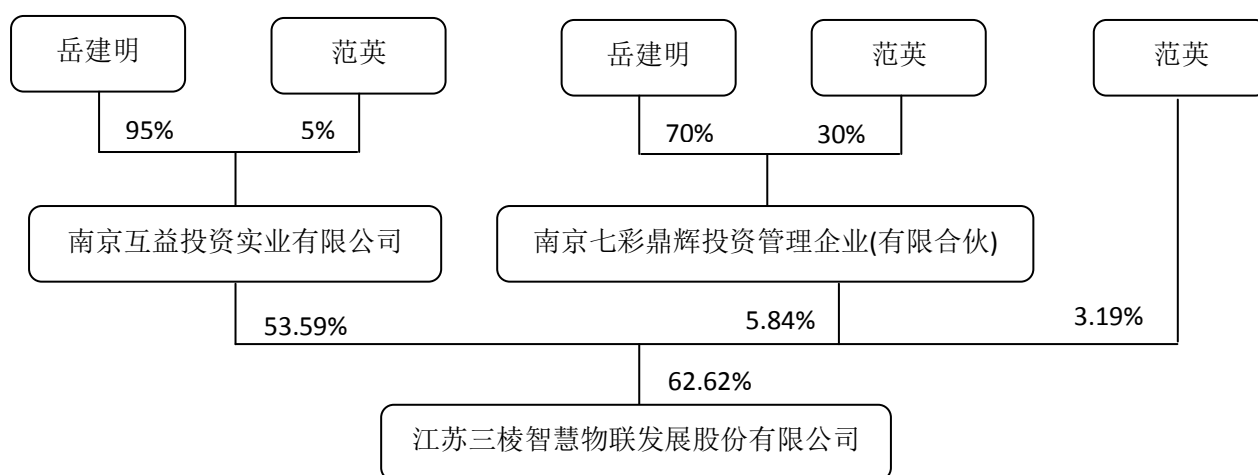 岳建明
范英
岳建明
范英
范英
95%
5%
70%
30%
南京互益投资实业有限公司
南京七彩鼎辉投资管理企业(有限合伙)
53.59%
5.84%
3.19%
62.62%
江苏三棱智慧物联发展股份有限公司